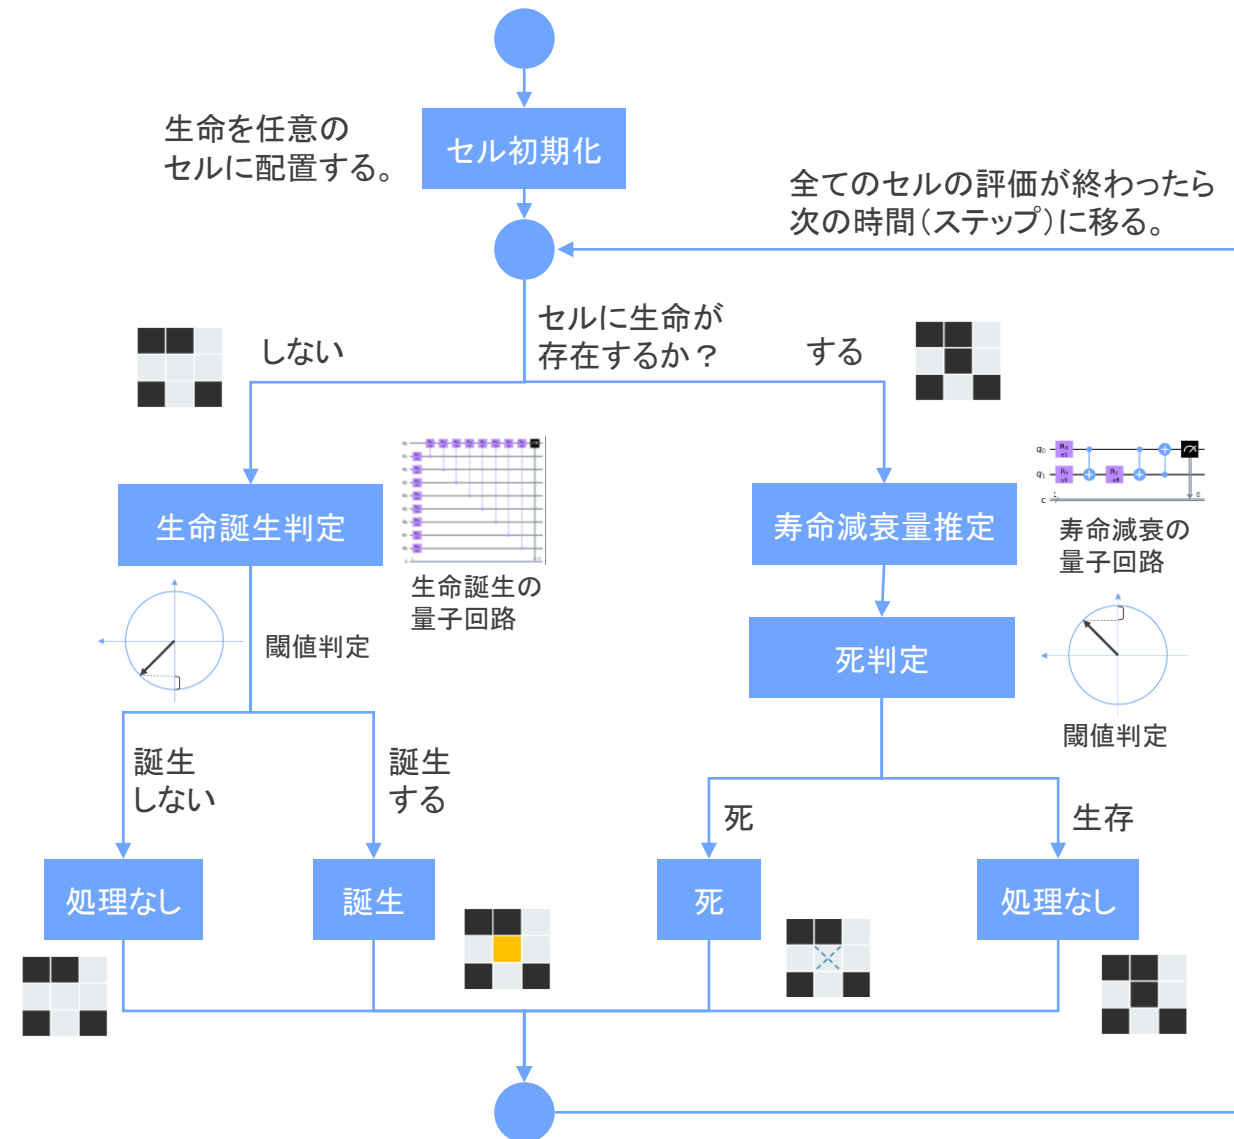 生命を任意の
セルに配置する。
セル初期化
全てのセルの評価が終わったら
次の時間(ステップ)に移る。
セルに生命が
存在するか？
しない
する
生命誕生判定
生命誕生の
量子回路
寿命減衰量推定
q0
q1
c
寿命減衰の
量子回路
閾値判定
死判定
閾値判定
誕生
しない
誕生
する
死
生存
処理なし
誕生
死
処理なし